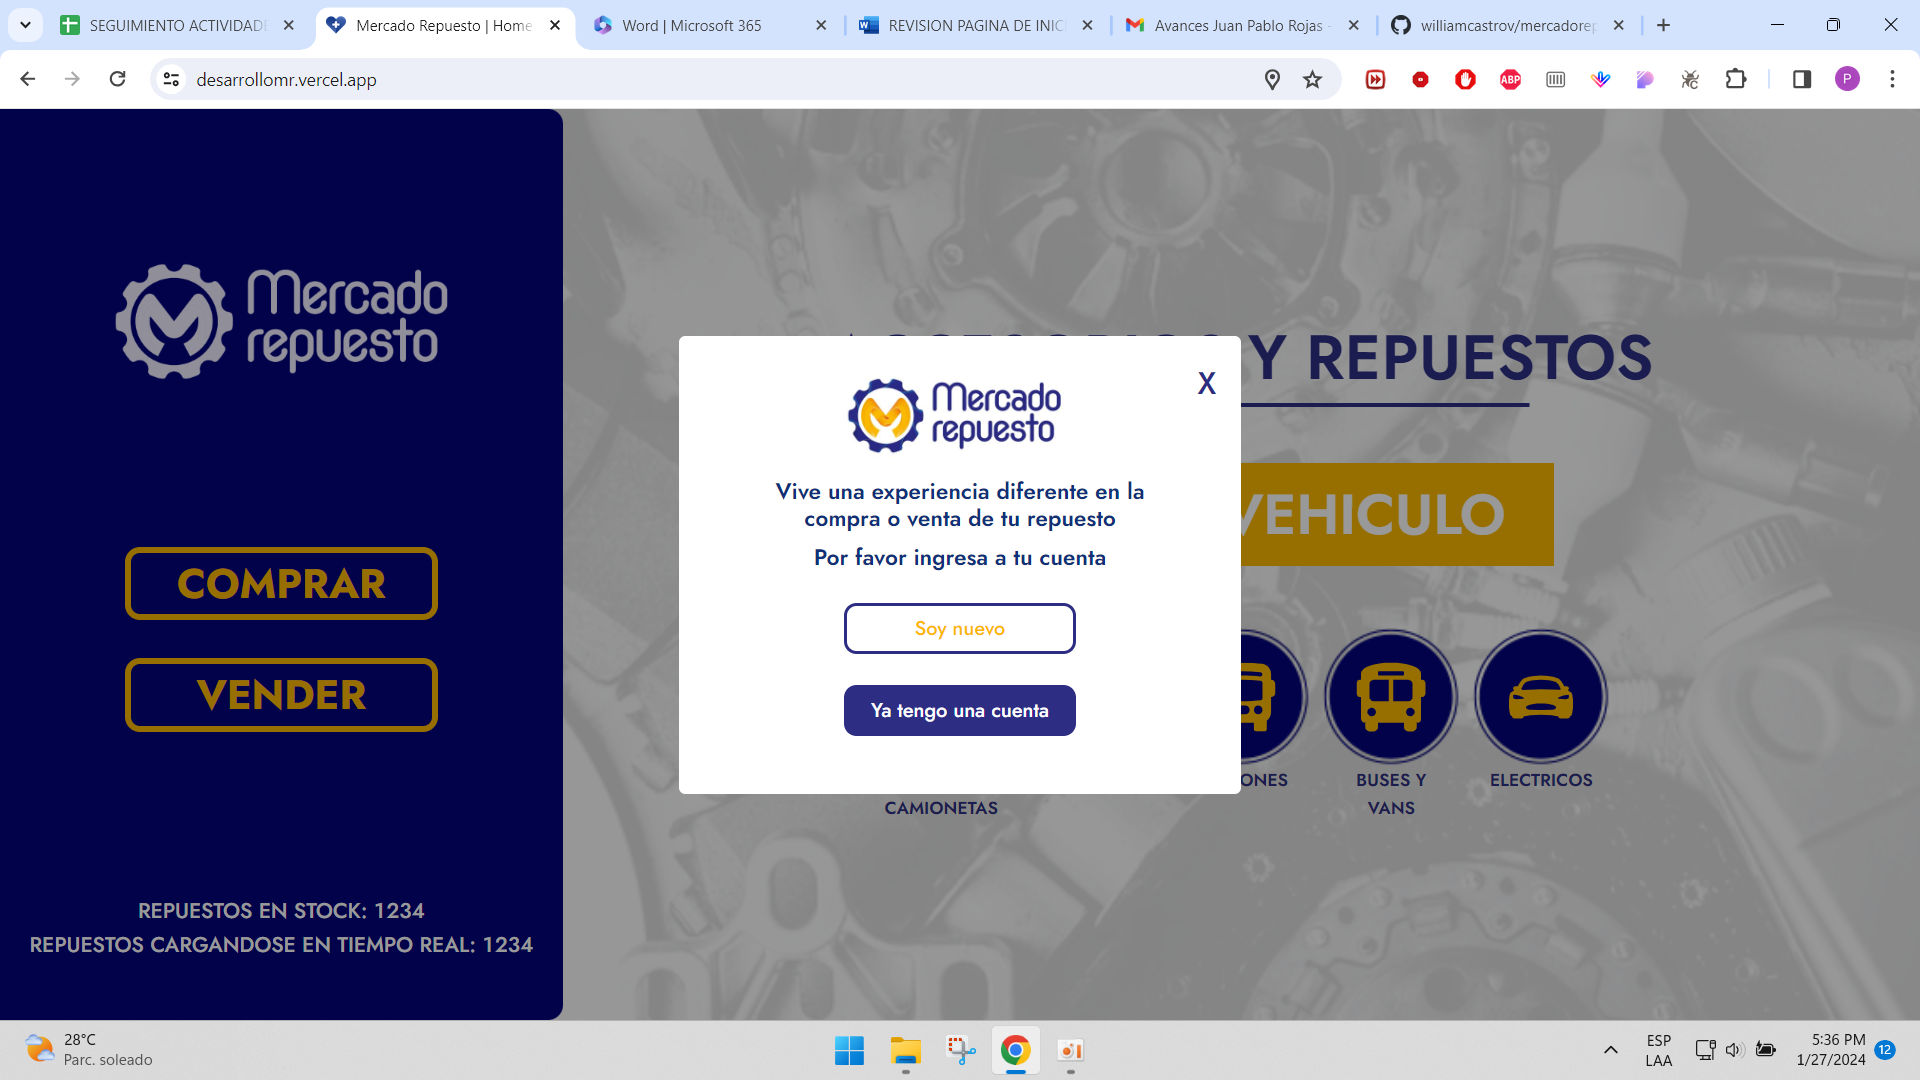 SEGUIMIENTO ACTIVIDADE
Mercado Repuesto | Home
Word | Microsoft 365
REVISION PAGINA DE INIC
Avances Juan Pablo Rojas -
williamcastrov/mercadorep
desarrollomr.vercel.app
ABP
P
Mercado
repuesto
COMPRAR
VENDER
REPUESTOS EN STOCK: 1234
REPUESTOS CARGANDOSE EN TIEMPO REAL: 1234
Y REPUESTOS
VEHICULO
X
Mercado
repuesto
Vive una experiencia diferente en la
compra o venta de tu repuesto
Por favor ingresa a tu cuenta
Soy nuevo
Ya tengo una cuenta
CAMIONETAS
ONES
BUSES Y
VANS
ELECTRICOS
28°C
Parc. soleado
ESP
LAA
5:36 PM
1/27/2024
12